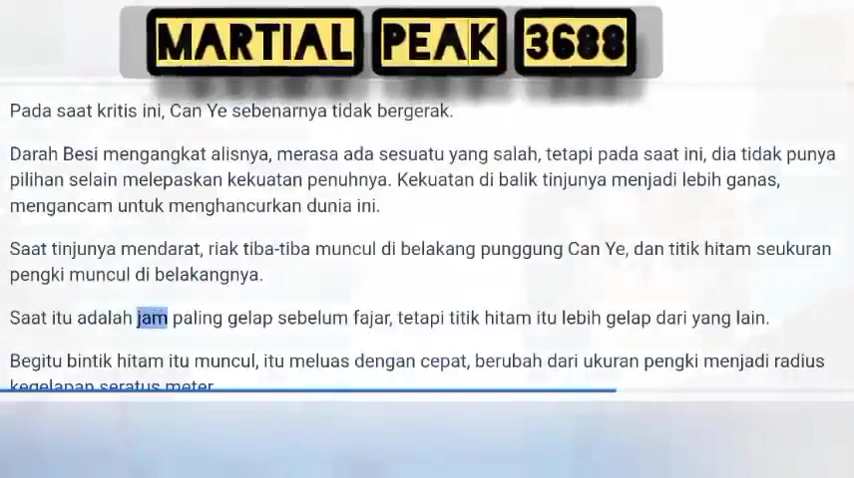 MARTIAL PEAK 3688
Pada saat kritis ini, Can Ye sebenarnya tidak bergerak.
Darah Besi mengangkat alisnya, merasa ada sesuatu yang salah, tetapi pada saat ini, dia tidak punya
pilihan selain melepaskan kekuatan penuhnya. Kekuatan di balik tinjunya menjadi lebih ganas,
mengancam untuk menghancurkan dunia ini.
Saat tinjunya mendarat, riak tiba-tiba muncul di belakang punggung Can Ye, dan titik hitam seukuran
pengki muncul di belakangnya.
Saat itu adalah jam paling gelap sebelum fajar, tetapi titik hitam itu lebih gelap dari yang lain.
Begitu bintik hitam itu muncul, itu meluas dengan cepat, berubah dari ukuran pengki menjadi radius
kegelapan seratus meter